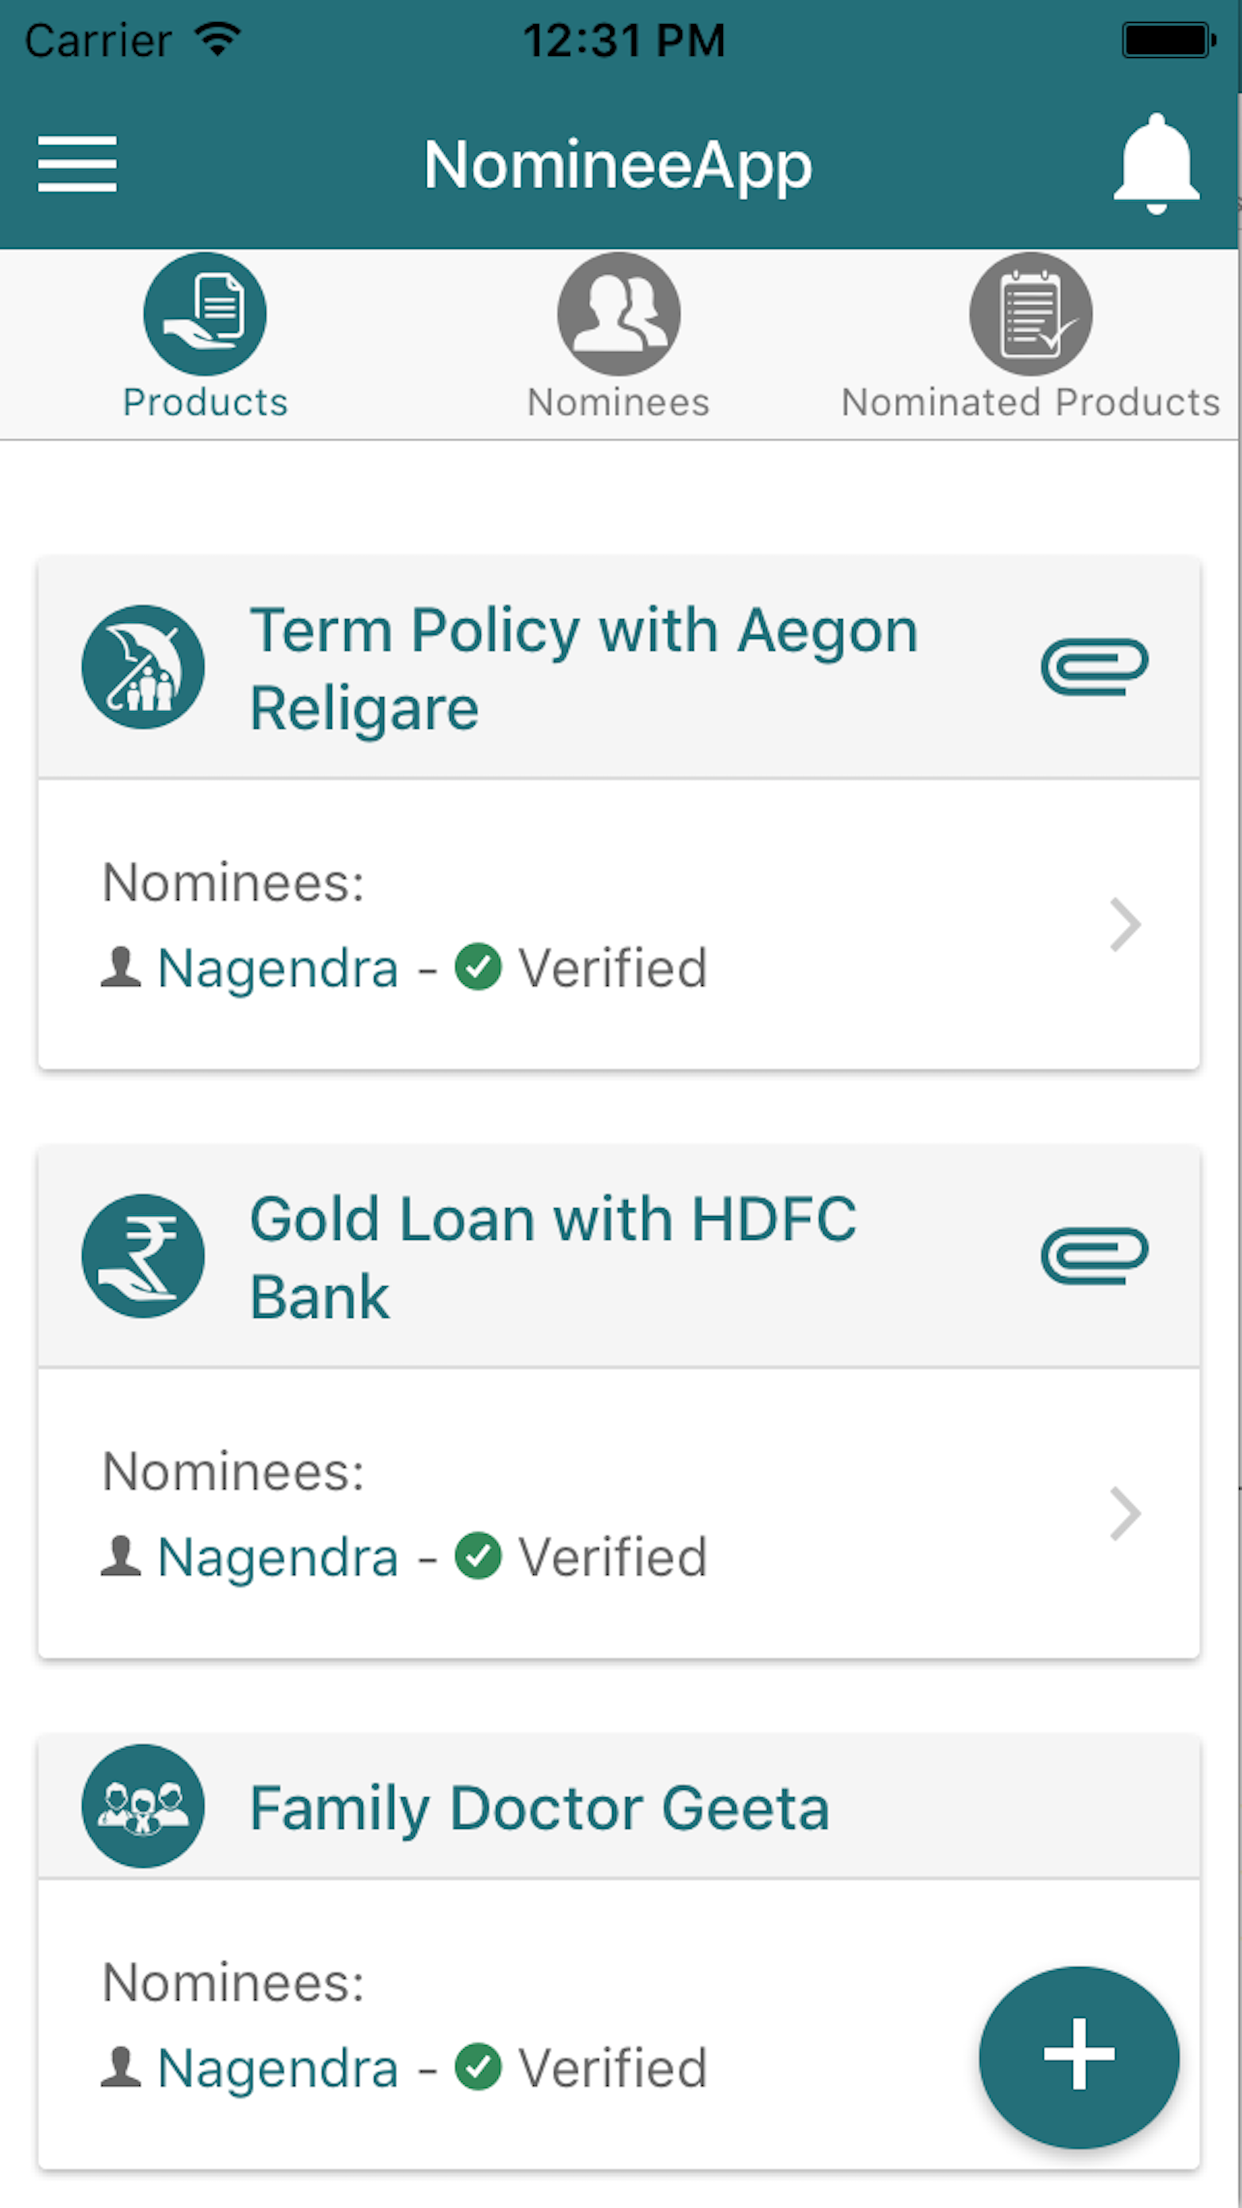 Carrier 12:31 PM
NomineeApp
Products Nominees Nominated Products
Term Policy with Aegon
Religare
Nominees:
Nagendra - Verified
Gold Loan with HDFC
Bank
Nominees:
Nagendra - Verified
Family Doctor Geeta
Nominees:
Nagendra - Verified